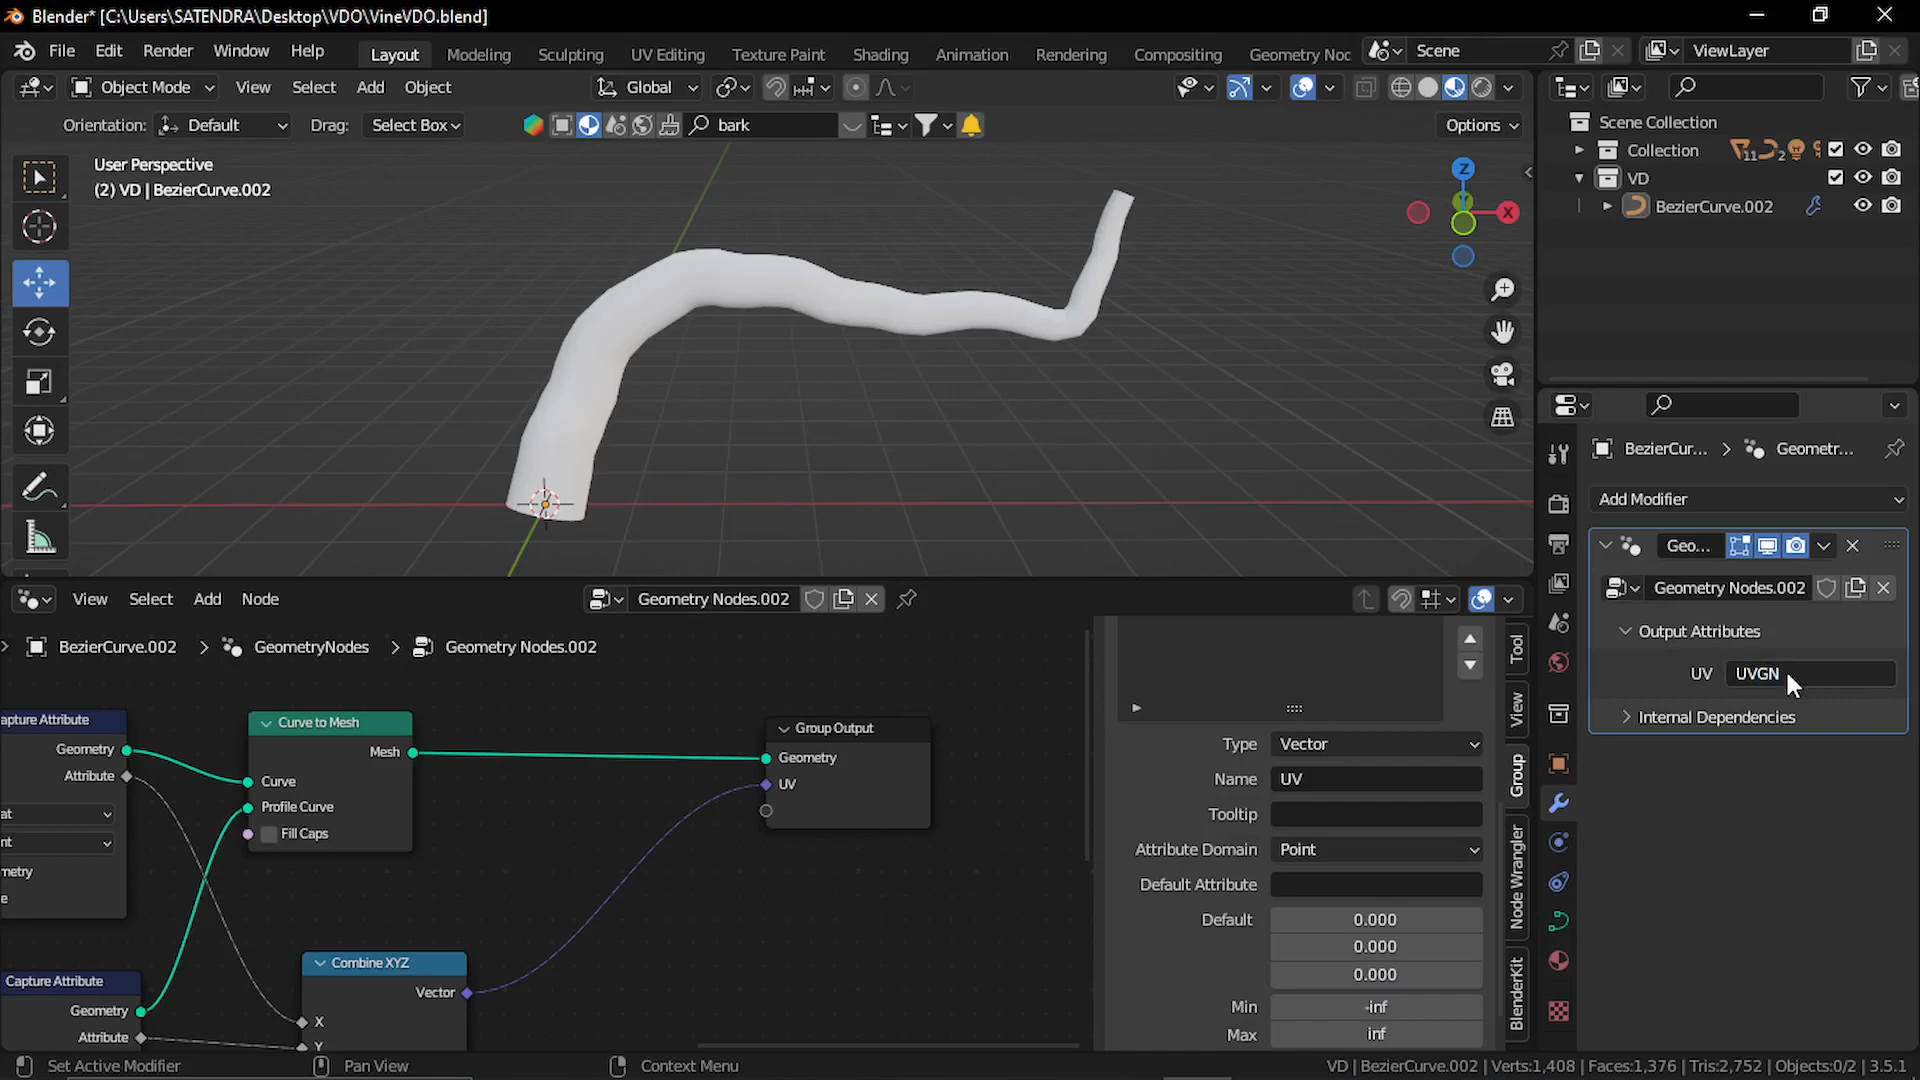 Blender* [C:\Users\SATENDRA\Desktop\VDO\VineVDO.blend]
File Edit Render Window Help
Layout Modeling Sculpting UV Editing Texture Paint Shading Animation Rendering Compositing Geometry Nod
Scene
ViewLayer
Object Mode View Select Add Object
Global
Orientation: Default Drag: Select Box
bark
Options
User Perspective
(2) VD | BezierCurve.002
Z
Y
X
Scene Collection
Collection 11 2
VD
BezierCurve.002
BezierCur... Geometr...
Add Modifier
Geo...
Geometry Nodes.002
Output Attributes
UV UVGN
Internal Dependencies
View Select Add Node
Geometry Nodes.002
BezierCurve.002 GeometryNodes Geometry Nodes.002
apture Attribute
Geometry
Attribute
at
nt
metry
e
Curve to Mesh
Mesh
Curve
Profile Curve
Fill Caps
Group Output
Geometry
UV
Capture Attribute
Geometry
Attribute
Combine XYZ
Vector
X
Y
Type Vector
Name UV
Tooltip
Attribute Domain Point
Default Attribute
Default 0.000
0.000
0.000
Min -inf
Max inf
Tool
View
Group
Node Wrangler
BlenderKit
Set Active Modifier
Pan View
Context Menu
VD | BezierCurve.002 | Verts:1,408 | Faces:1,376 | Tris:2,752 | Objects:0/2 | 3.5.1